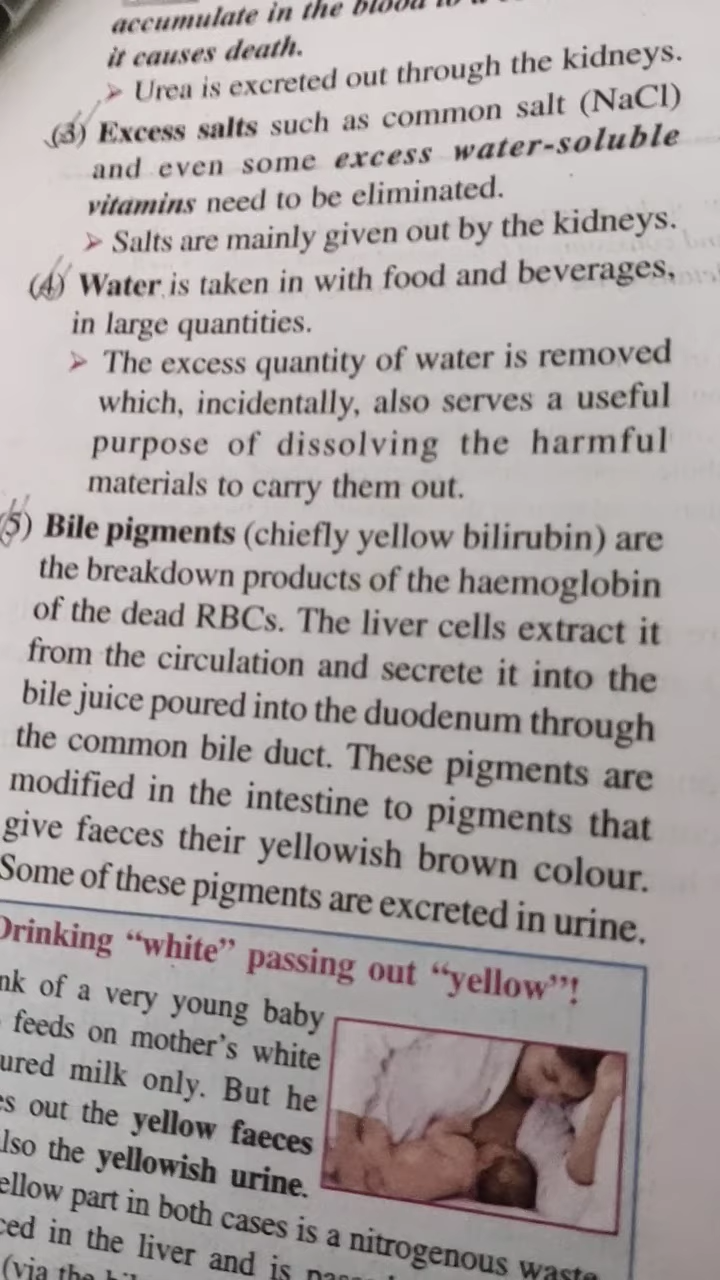 accumulate in the blood
it causes death.
➤ Urea is excreted out through the kidneys.
(3) Excess salts such as common salt (NaCl)
and even some excess water-soluble
vitamins need to be eliminated.
➤ Salts are mainly given out by the kidneys.
(4) Water is taken in with food and beverages,
in large quantities.
➤ The excess quantity of water is removed
which, incidentally, also serves a useful
purpose of dissolving the harmful
materials to carry them out.
(5) Bile pigments (chiefly yellow bilirubin) are
the breakdown products of the haemoglobin
of the dead RBCs. The liver cells extract it
from the circulation and secrete it into the
bile juice poured into the duodenum through
the common bile duct. These pigments are
modified in the intestine to pigments that
give faeces their yellowish brown colour.
Some of these pigments are excreted in urine.
Drinking “white” passing out “yellow”!
nk of a very young baby
feeds on mother's white
ured milk only. But he
es out the yellow faeces
lso the yellowish urine.
ellow part in both cases is a nitrogenous waste
ced in the liver and is
(via the